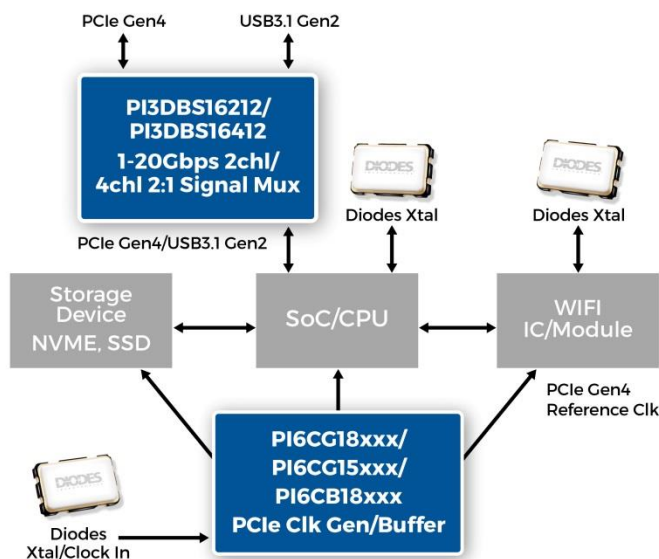 PCIe Gen4
USB3.1 Gen2
PI3DBS16212/
PI3DBS16412
1-20Gbps 2chl/
4chl 2:1 Signal Mux
DIODES
DIODES
Diodes Xtal
Diodes Xtal
PCIe Gen4/USB3.1 Gen2
Storage
Device
NVME, SSD
SoC/CPU
WIFI
IC/Module
PCIe Gen4
Reference Clk
PI6CG18xxx/
PI6CG15xxx/
PI6CB18xxx
PCIe Clk Gen/Buffer
DIODES
Diodes
Xtal/Clock In